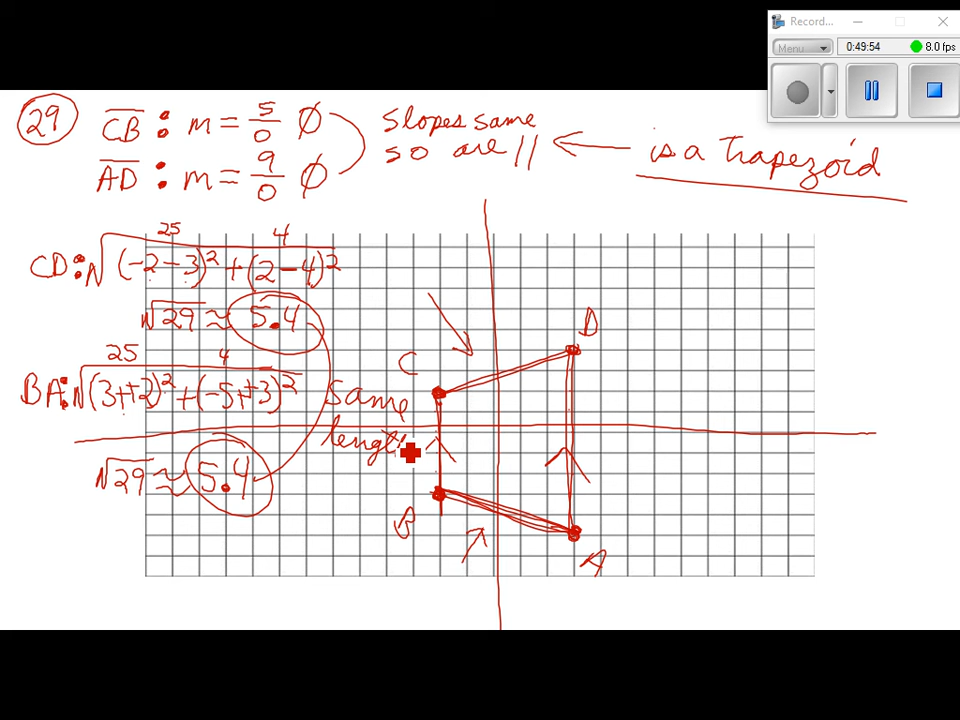 Record...
Menu
0:49:54
8.0 fps
29
CB : m = 5/0 Ø
AD : m = 9/0 Ø
Slopes same
so are //
is a Trapezoid
25 4
CD: √(-2-3)² + (2-4)²
√29 ≈ 5.4
25 4
BA: √(3++2)² + (-5++3)²
√29 ≈ 5.4
Same
length
C
D
B
A